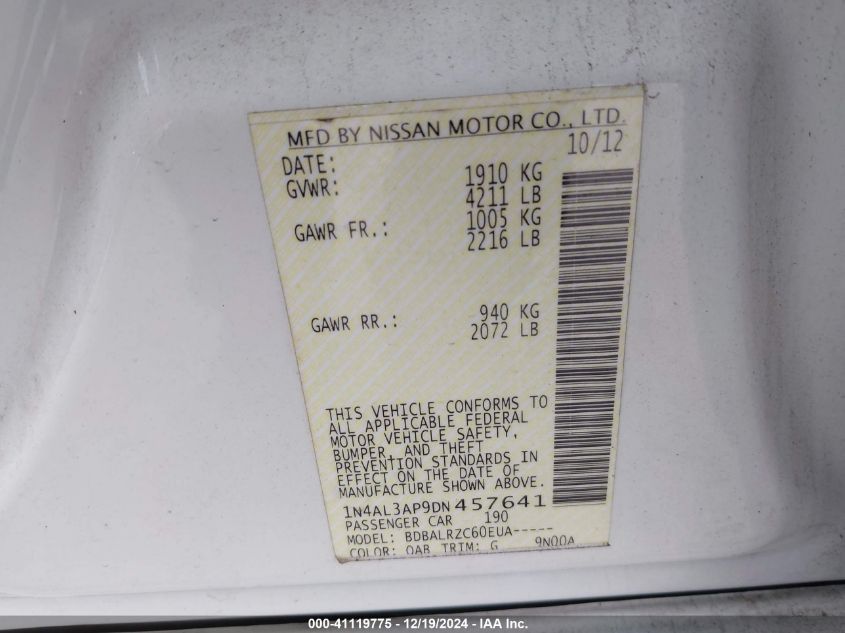 MFD BY NISSAN MOTOR CO., LTD.
DATE: 10/12
GVWR: 1910 KG
4211 LB
GAWR FR.: 1005 KG
2216 LB
GAWR RR.: 940 KG
2072 LB
THIS VEHICLE CONFORMS TO
ALL APPLICABLE FEDERAL
MOTOR VEHICLE SAFETY,
BUMPER, AND THEFT
PREVENTION STANDARDS IN
EFFECT ON THE DATE OF
MANUFACTURE SHOWN ABOVE.
1N4AL3AP9DN457641
PASSENGER CAR 190
MODEL: BDBALRZC60EUA-----
COLOR: QAB TRIM: G 9N00A
000-41119775 - 12/19/2024 - IAA Inc.